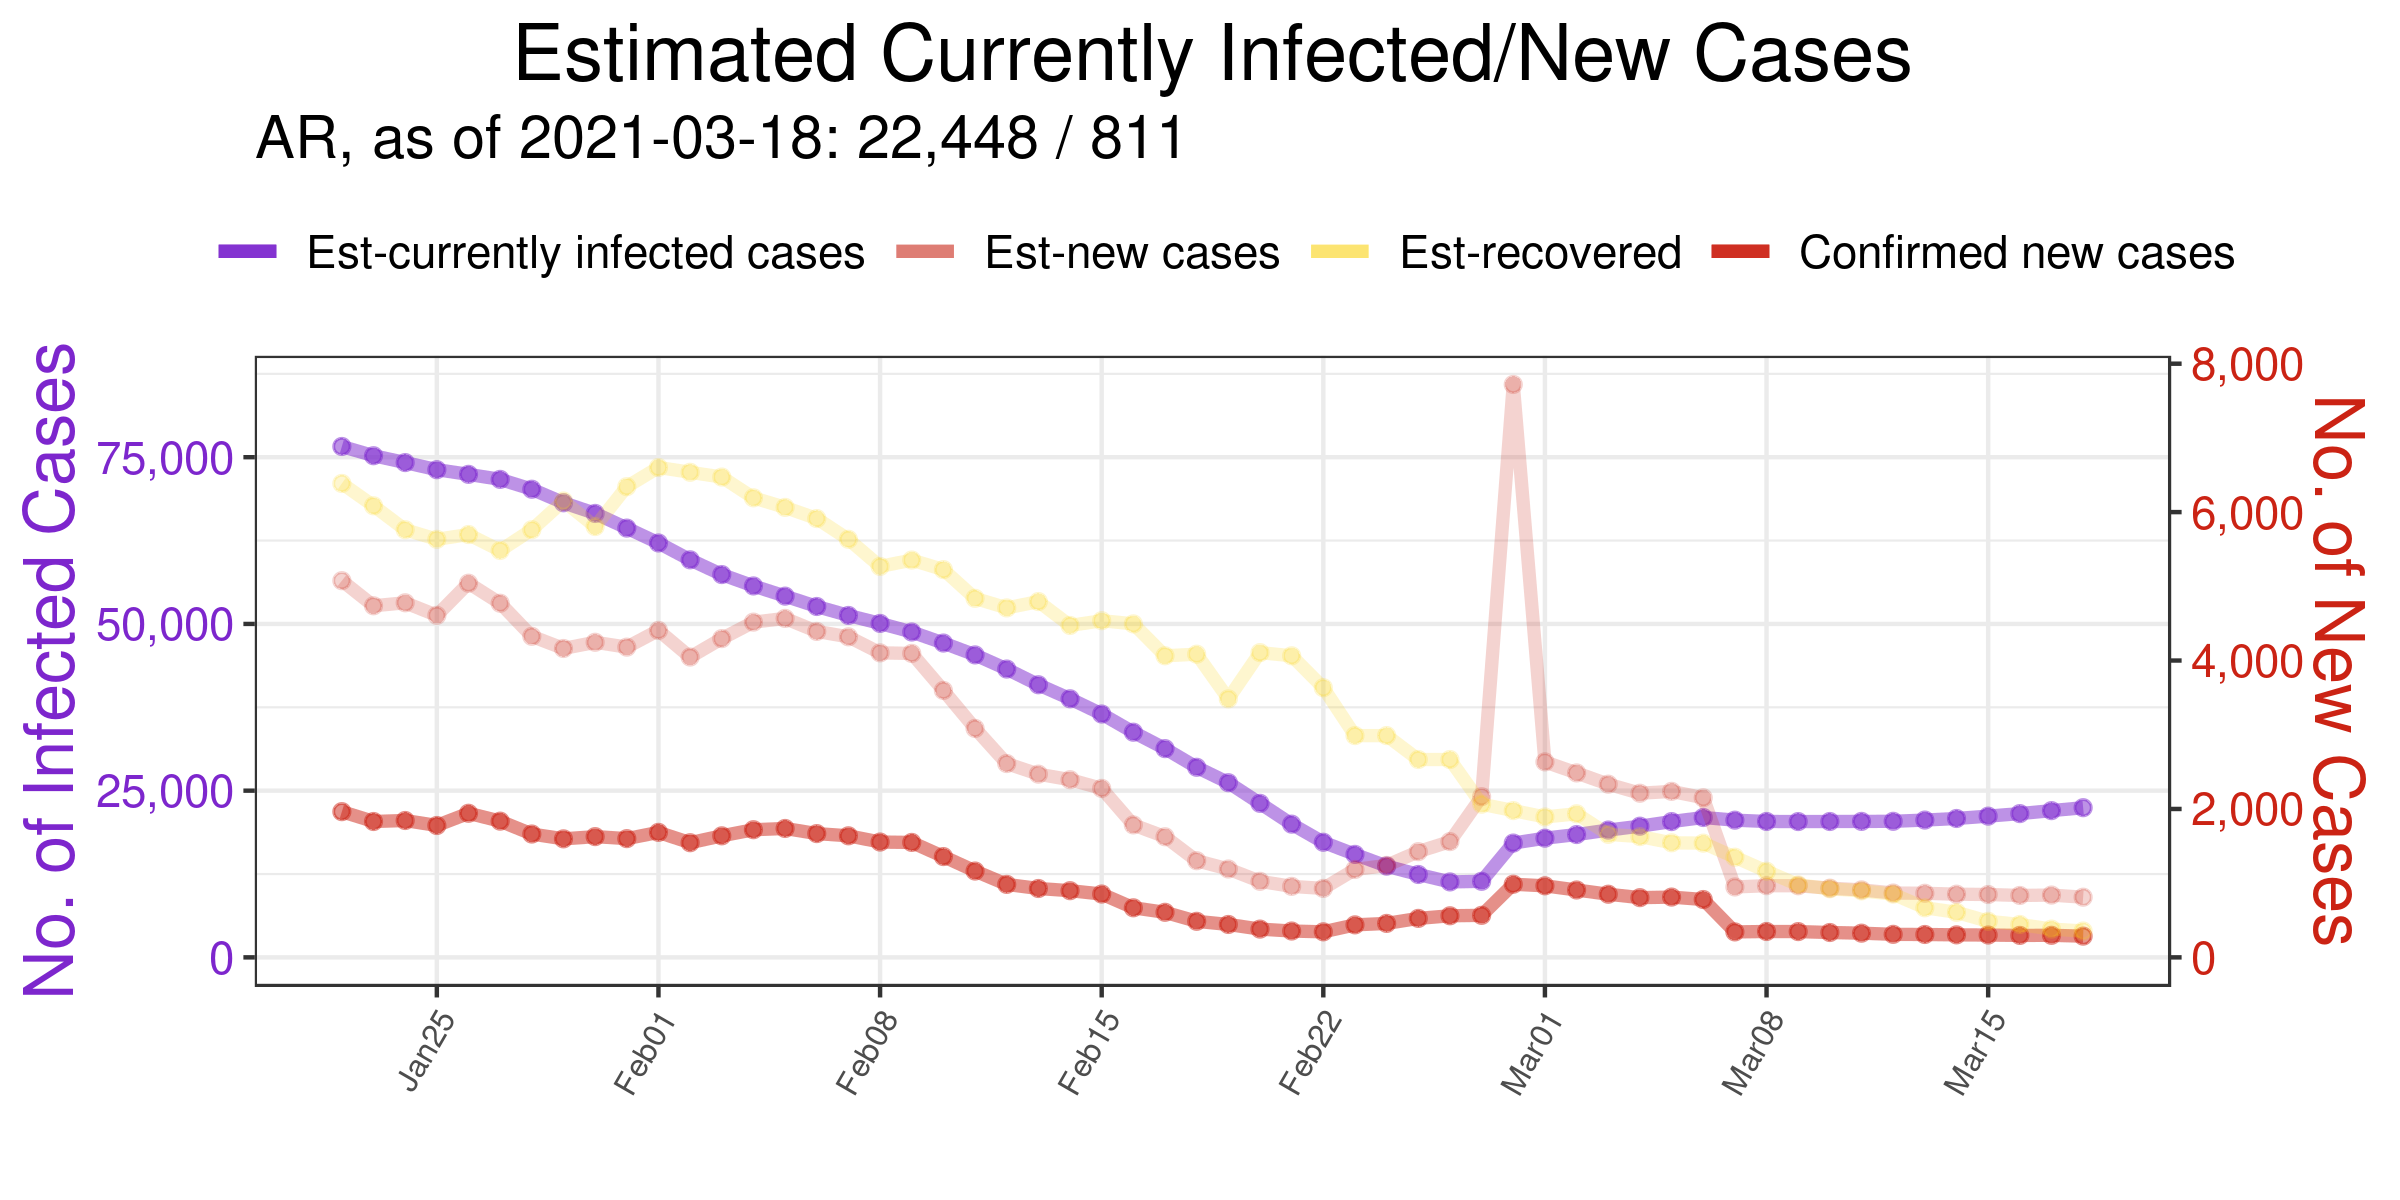 Estimated Currently Infected/New Cases
AR, as of 2021-03-18: 22,448 / 811
Est-currently infected cases
Est-new cases
Est-recovered
Confirmed new cases
No. of Infected Cases
75,000
50,000
25,000
0
8,000
6,000
4,000
2,000
0
No. of New Cases
Jan25
Feb01
Feb08
Feb15
Feb22
Mar01
Mar08
Mar15